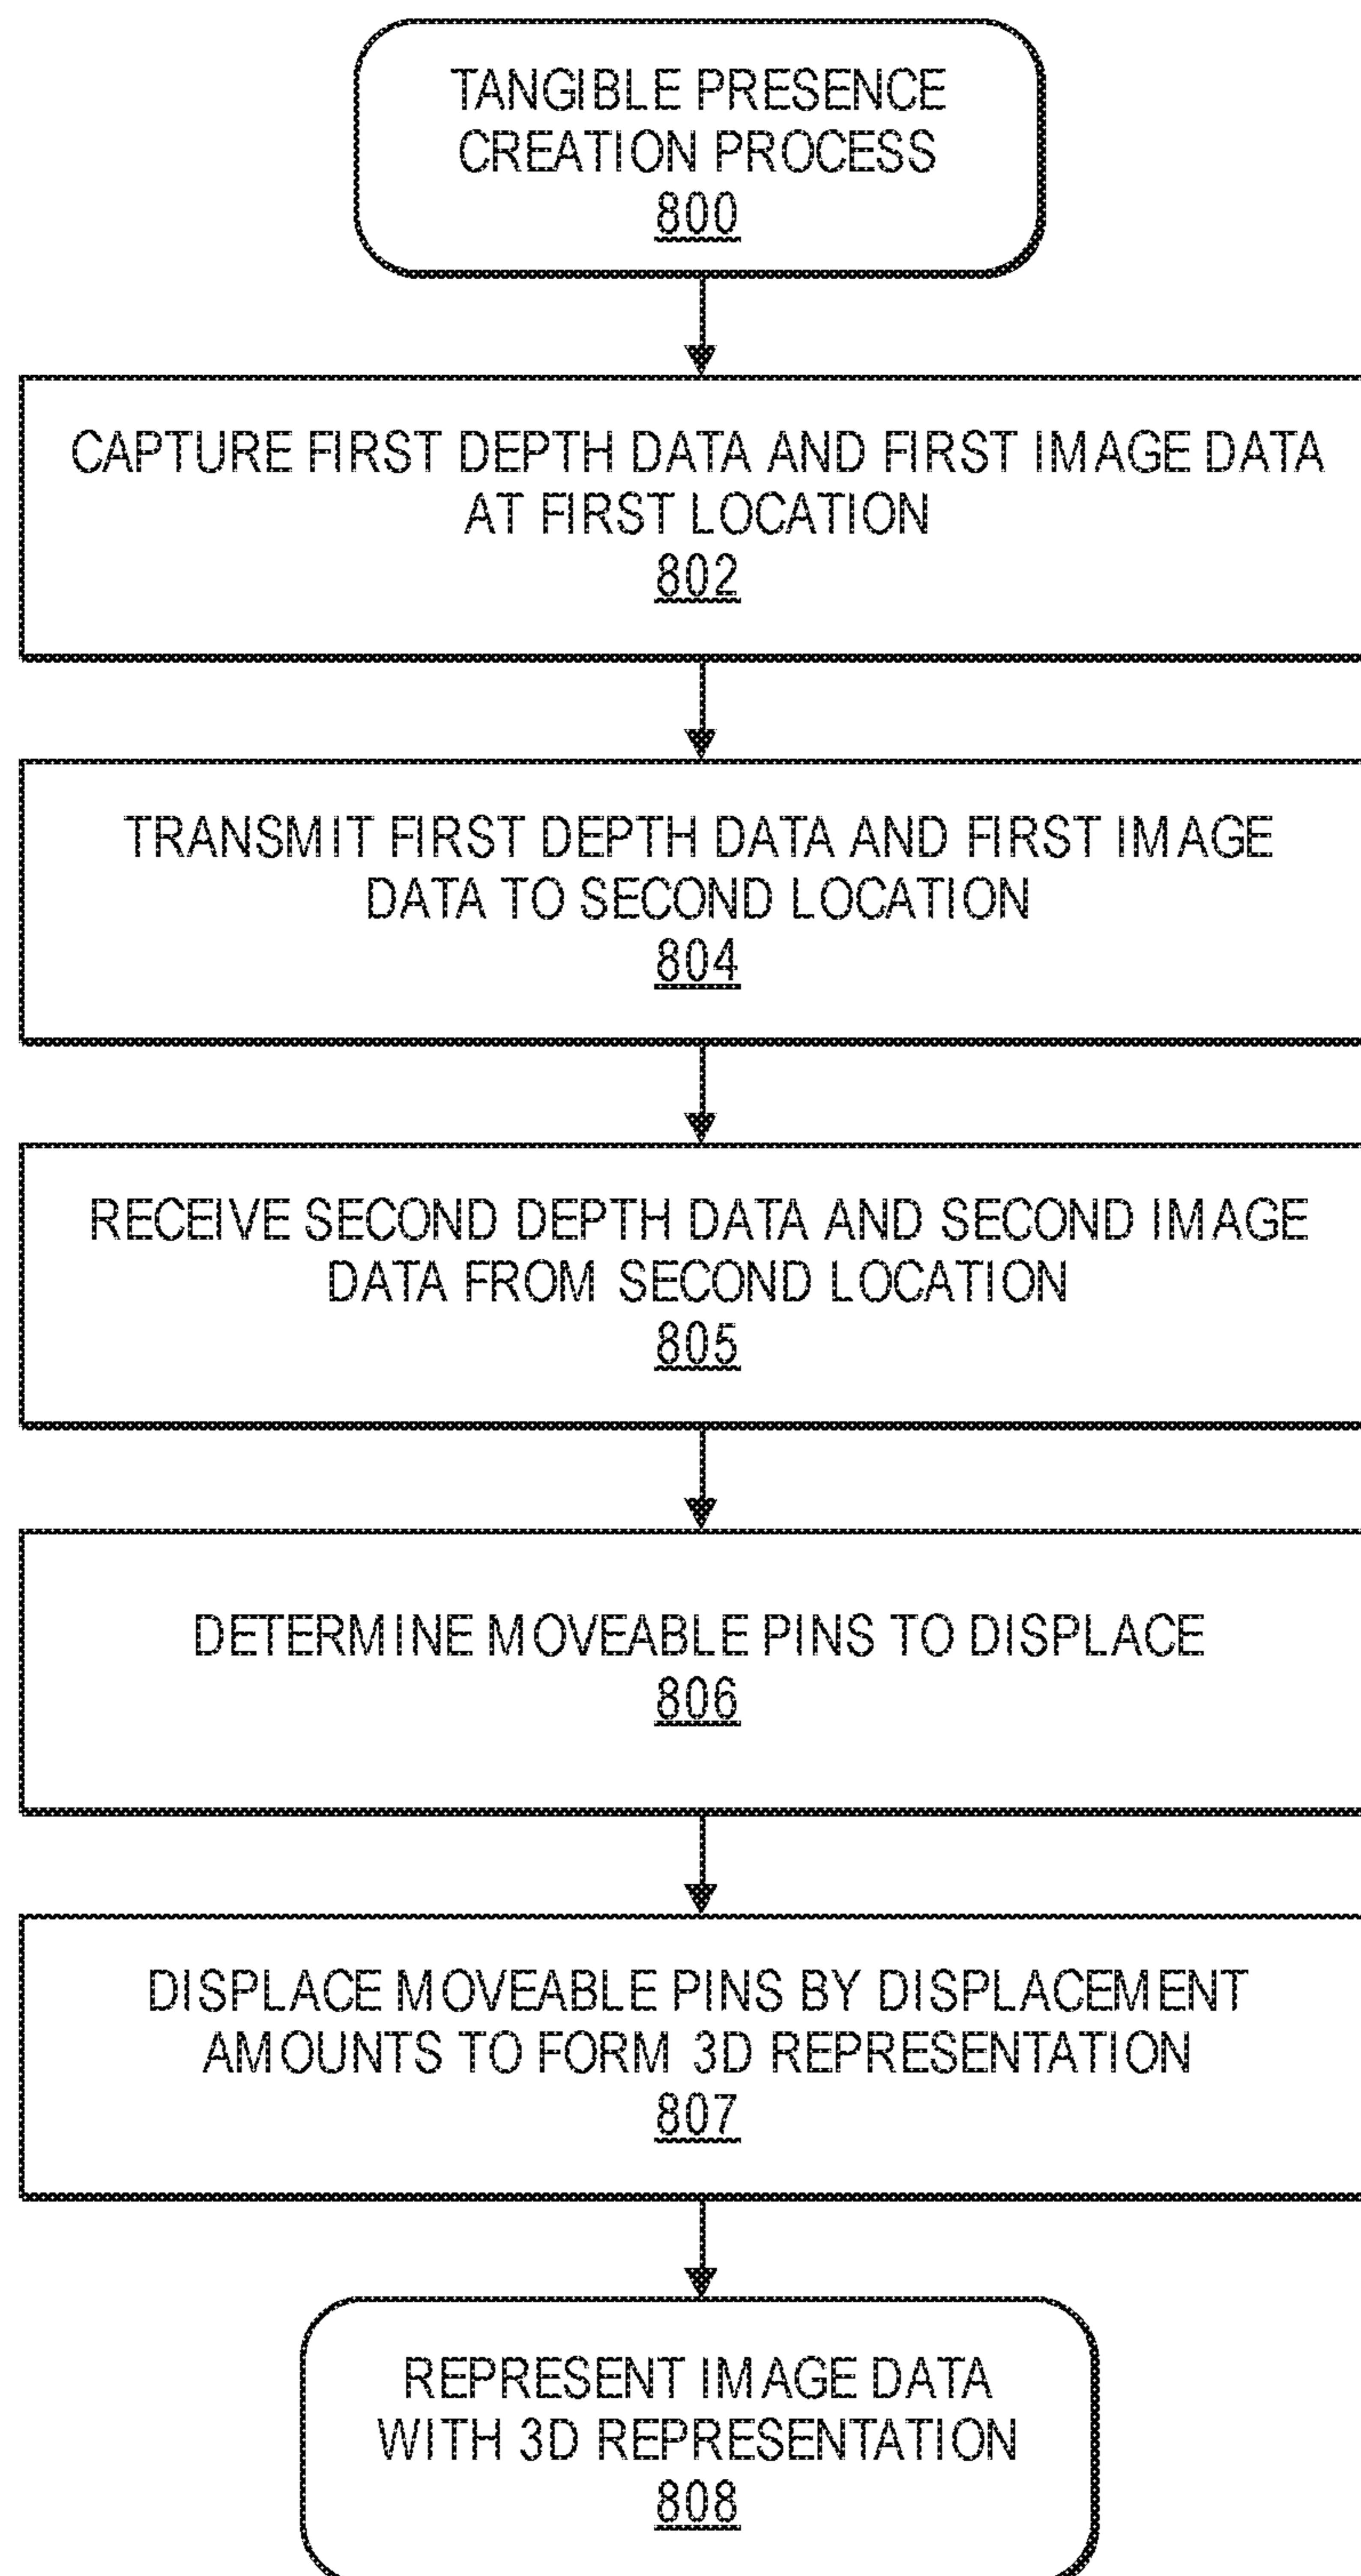 TANGIBLE PRESENCE
CREATION PROCESS
800
CAPTURE FIRST DEPTH DATA AND FIRST IMAGE DATA
AT FIRST LOCATION
802
TRANSMIT FIRST DEPTH DATA AND FIRST IMAGE
DATA TO SECOND LOCATION
804
RECEIVE SECOND DEPTH DATA AND SECOND IMAGE
DATA FROM SECOND LOCATION
805
DETERMINE MOVEABLE PINS TO DISPLACE
806
DISPLACE MOVEABLE PINS BY DISPLACEMENT
AMOUNTS TO FORM 3D REPRESENTATION
807
REPRESENT IMAGE DATA
WITH 3D REPRESENTATION
808